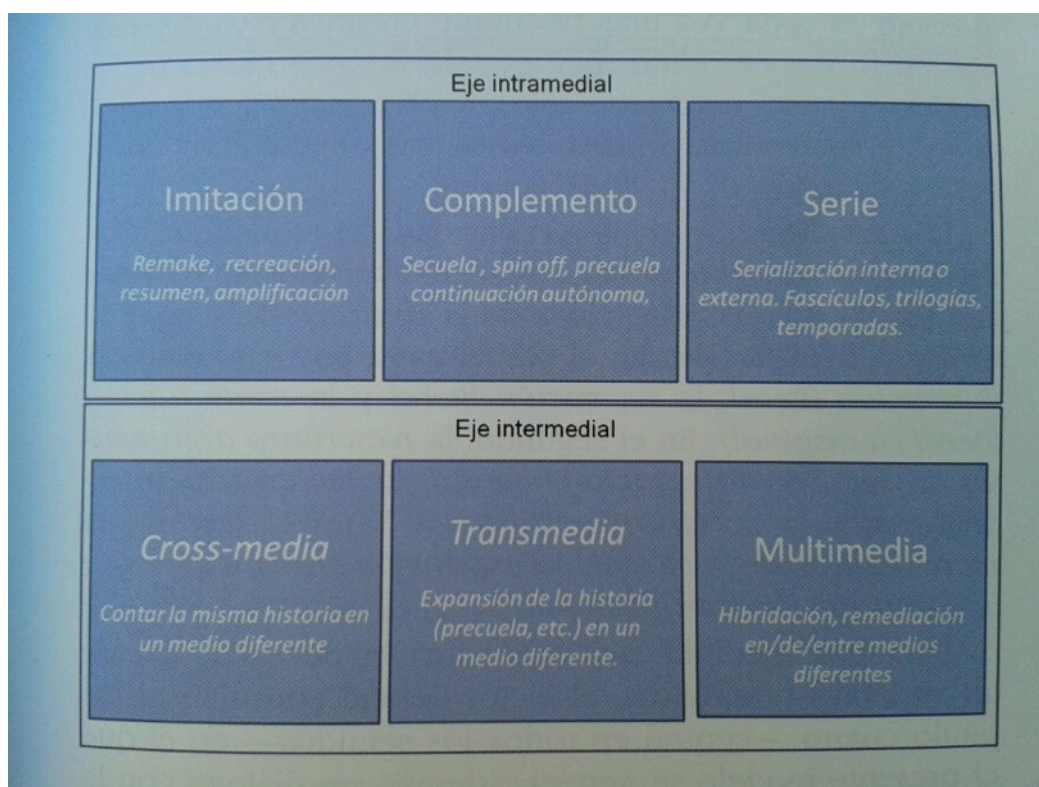 Eje intramedial
Imitación
Remake, recreación,
resumen, amplificación
Complemento
Secuela, spin off, precuela
continuación autónoma,
Serie
Serialización interna o
externa. Fascículos, trilogías,
temporadas.
Eje intermedial
Cross-media
Contar la misma historia en
un medio diferente
Transmedia
Expansión de la historia
(precuela, etc.) en un
medio diferente.
Multimedia
Hibridación, remediación
en/de/entre medios
diferentes